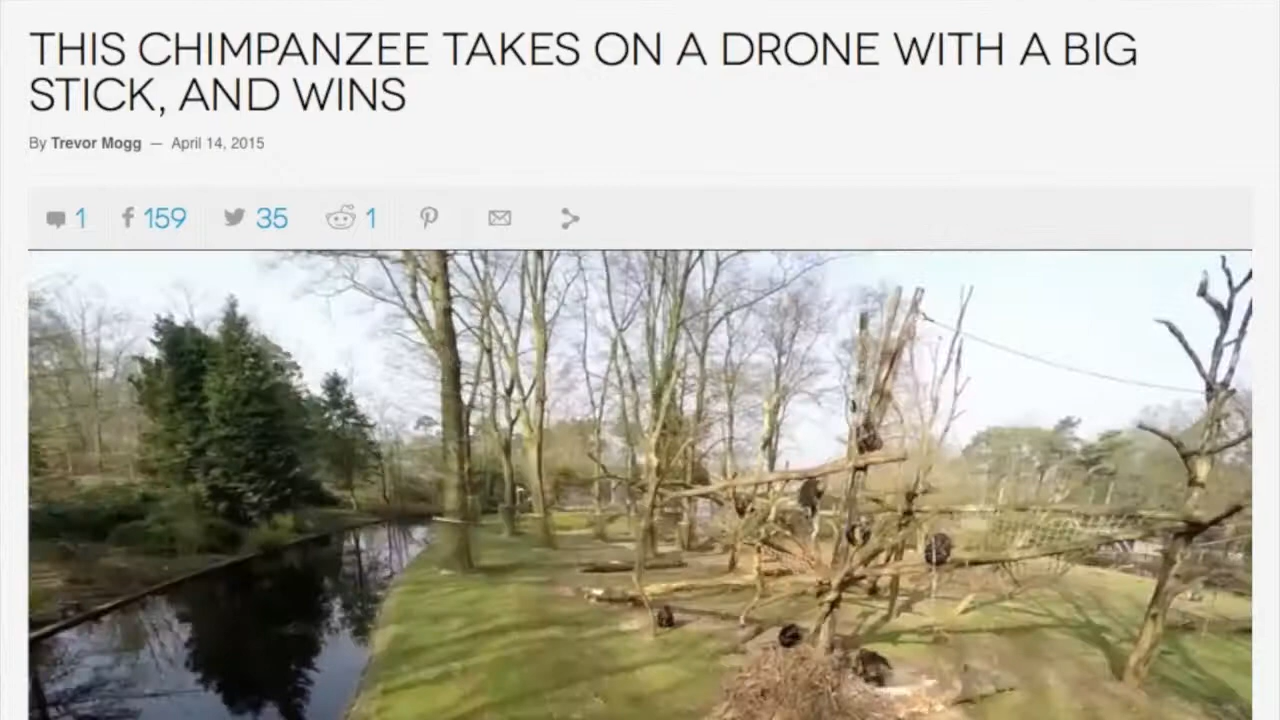 THIS CHIMPANZEE TAKES ON A DRONE WITH A BIG
STICK, AND WINS
By Trevor Mogg — April 14, 2015
1 159 35 1